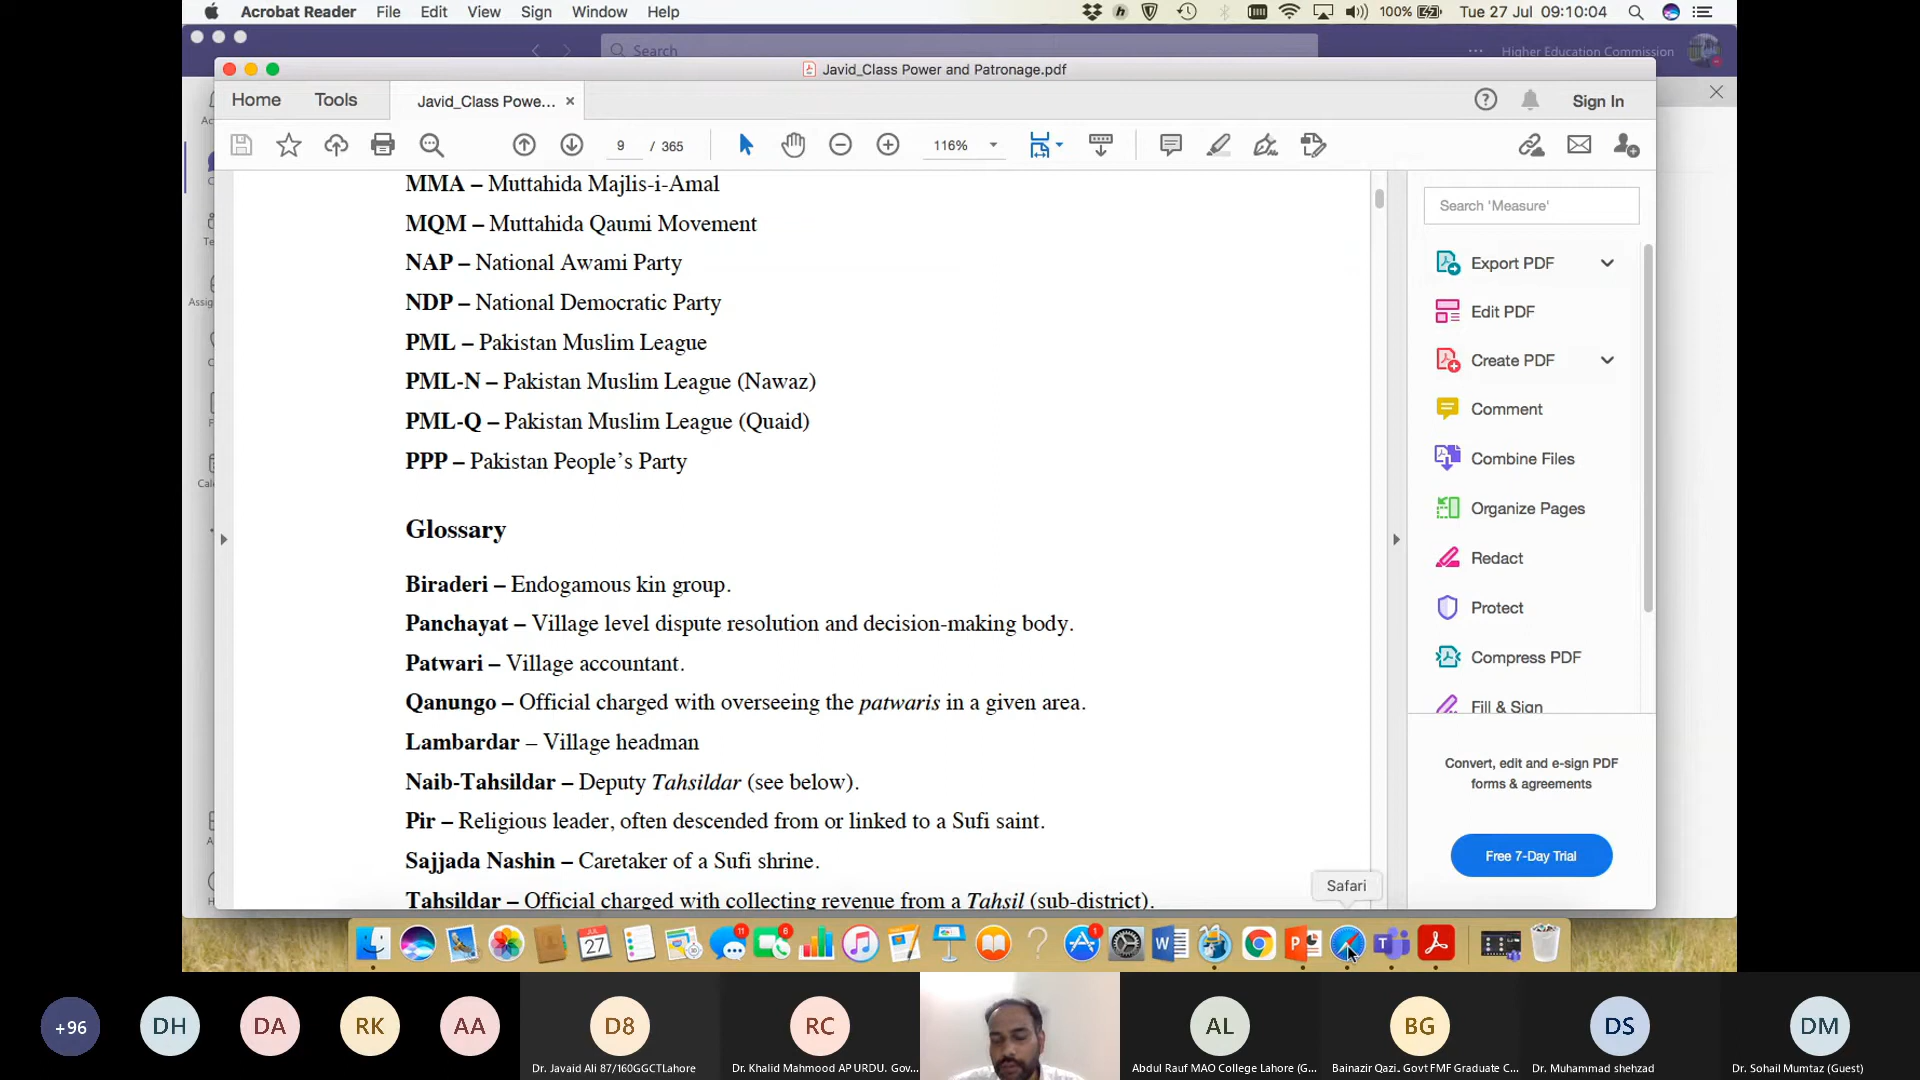 Acrobat Reader File Edit View Sign Window Help
100% Tue 27 Jul 09:10:04
Search
Higher Education Commission
Javid_Class Power and Patronage.pdf
Home Tools Javid_Class Powe... ×
Sign In
9 / 365 116%
MMA – Muttahida Majlis-i-Amal
MQM – Muttahida Qaumi Movement
NAP – National Awami Party
NDP – National Democratic Party
PML – Pakistan Muslim League
PML-N – Pakistan Muslim League (Nawaz)
PML-Q – Pakistan Muslim League (Quaid)
PPP – Pakistan People’s Party
Glossary
Biraderi – Endogamous kin group.
Panchayat – Village level dispute resolution and decision-making body.
Patwari – Village accountant.
Qanungo – Official charged with overseeing the patwaris in a given area.
Lambardar – Village headman
Naib-Tahsildar – Deputy Tahsildar (see below).
Pir – Religious leader, often descended from or linked to a Sufi saint.
Sajjada Nashin – Caretaker of a Sufi shrine.
Tahsildar – Official charged with collecting revenue from a Tahsil (sub-district).
Search 'Measure'
Export PDF
Edit PDF
Create PDF
Comment
Combine Files
Organize Pages
Redact
Protect
Compress PDF
Fill & Sign
Convert, edit and e-sign PDF
forms & agreements
Free 7-Day Trial
Safari
JUL
27
11
6
1
+96
DH
DA
RK
AA
D8
RC
AL
BG
DS
DM
Dr. Javaid Ali 87/160GGCTLahore
Dr. Khalid Mahmood AP URDU. Gov...
Abdul Rauf MAO College Lahore (G...
Bainazir Qazi. Govt FMF Graduate C...
Dr. Muhammad shehzad
Dr. Sohail Mumtaz (Guest)